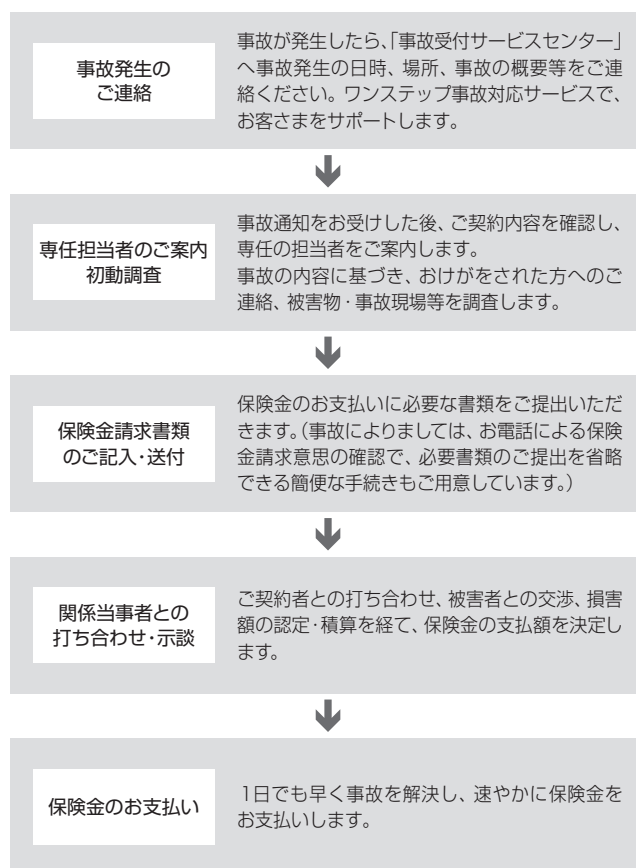 事故発生の
ご連絡
事故が発生したら、「事故受付サービスセンター」
へ事故発生の日時、場所、事故の概要等をご連
絡ください。ワンステップ事故対応サービスで、
お客さまをサポートします。
専任担当者のご案内
初動調査
事故通知をお受けした後、ご契約内容を確認し、
専任の担当者をご案内します。
事故の内容に基づき、おけがをされた方へのご
連絡、被害物・事故現場等を調査します。
保険金請求書類
のご記入・送付
保険金のお支払いに必要な書類をご提出いただ
きます。(事故によりましては、お電話による保険
金請求意思の確認で、必要書類のご提出を省略
できる簡便な手続きもご用意しています。)
関係当事者との
打ち合わせ・示談
ご契約者との打ち合わせ、被害者との交渉、損害
額の認定・積算を経て、保険金の支払額を決定し
ます。
保険金のお支払い
1日でも早く事故を解決し、速やかに保険金を
お支払いします。